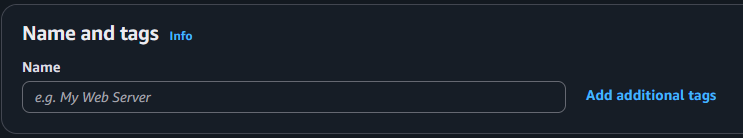 Name and tags Info
Name
e.g. My Web Server
Add additional tags